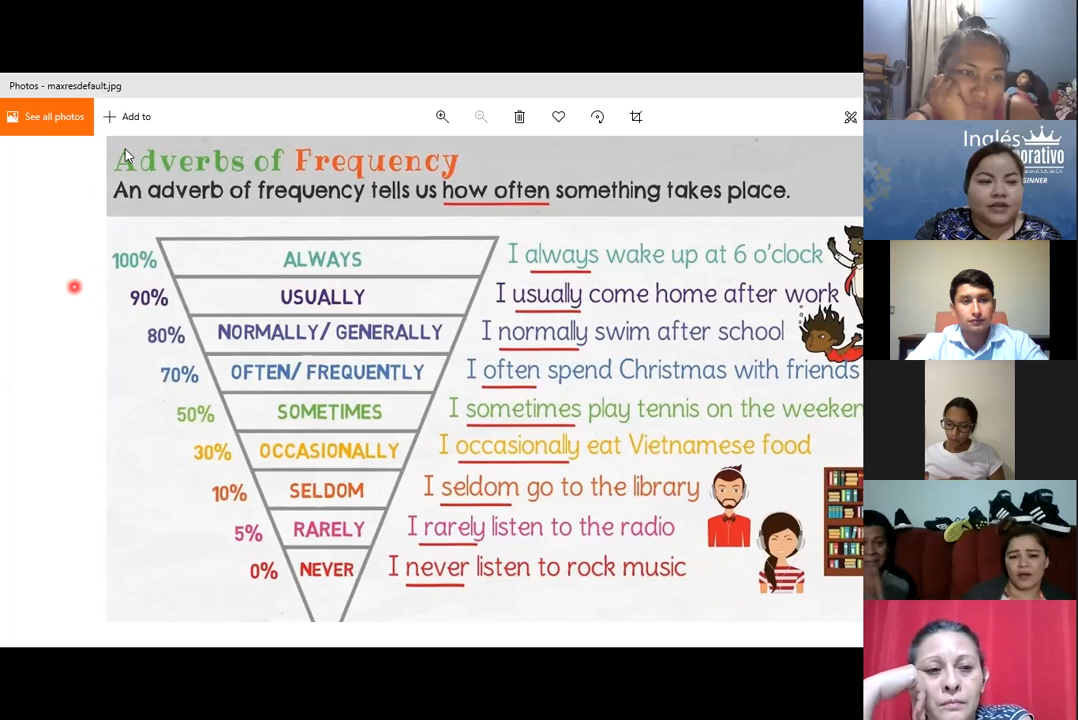 Photos - maxresdefault.jpg
See all photos
Add to
Adverbs of Frequency
An adverb of frequency tells us how often something takes place.
100% ALWAYS I always wake up at 6 o'clock
90% USUALLY I usually come home after work
80% NORMALLY/ GENERALLY I normally swim after school
70% OFTEN/ FREQUENTLY I often spend Christmas with friends
50% SOMETIMES I sometimes play tennis on the weeken
30% OCCASIONALLY I occasionally eat Vietnamese food
10% SELDOM I seldom go to the library
5% RARELY I rarely listen to the radio
0% NEVER I never listen to rock music
Inglés